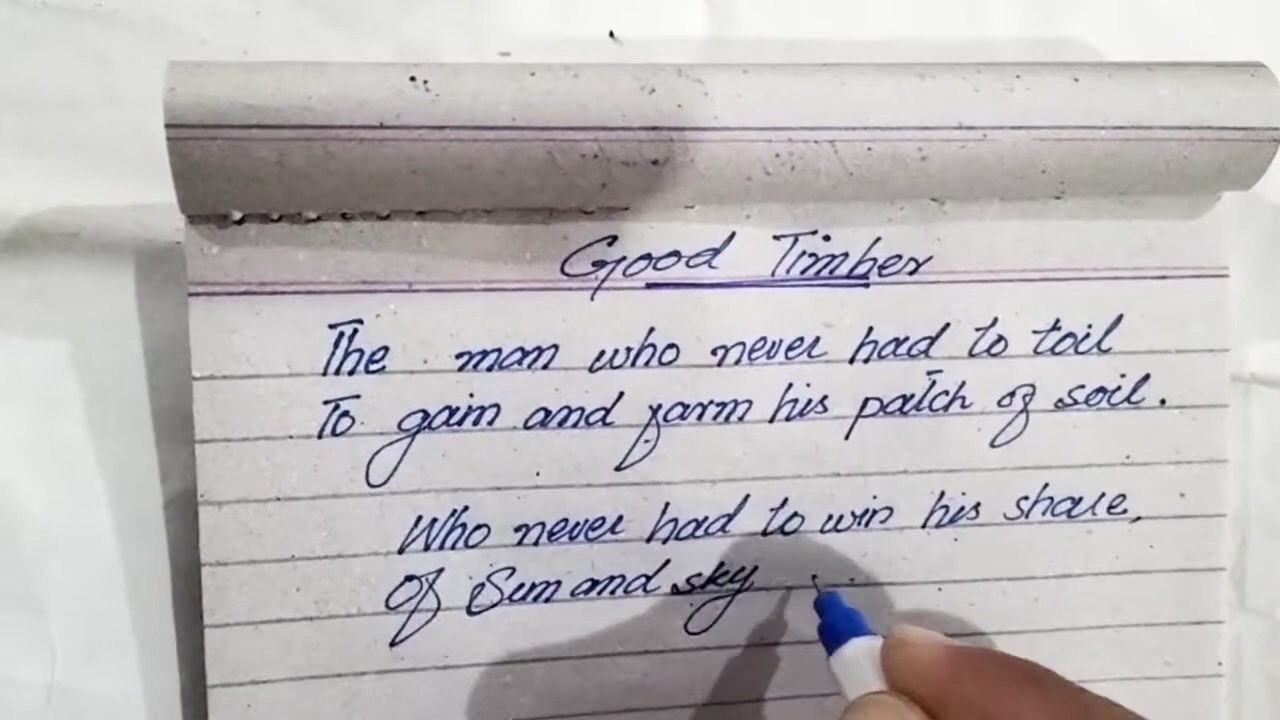 Good Timber
The man who never had to toil
To gain and farm his patch of soil.
Who never had to win his share,
Of Sun and sky